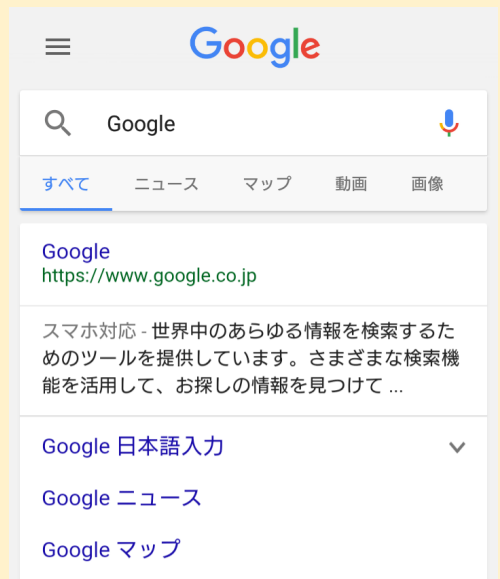 Google
Google
すべて ニュース マップ 動画 画像
Google
https://www.google.co.jp
スマホ対応 - 世界中のあらゆる情報を検索するた
めのツールを提供しています。さまざまな検索機
能を活用して、お探しの情報を見つけて ...
Google 日本語入力
Google ニュース
Google マップ